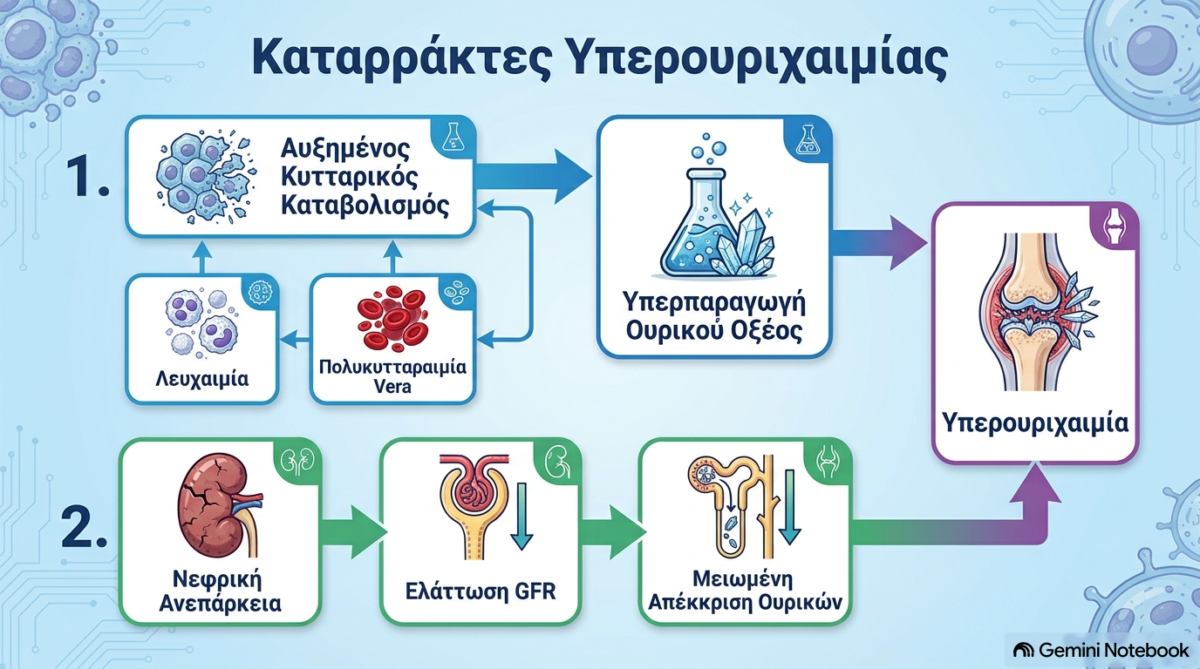 Καταρράκτες Υπερουριχαιμίας
1.
Αυξημένος
Κυτταρικός
Καταβολισμός
Λευχαιμία
Πολυκυτταραιμία
Vera
Υπερπαραγωγή
Ουρικού Οξέος
Υπερουριχαιμία
2.
Νεφρική
Ανεπάρκεια
Ελάττωση GFR
Μειωμένη
Απέκκριση Ουρικών
Gemini Notebook